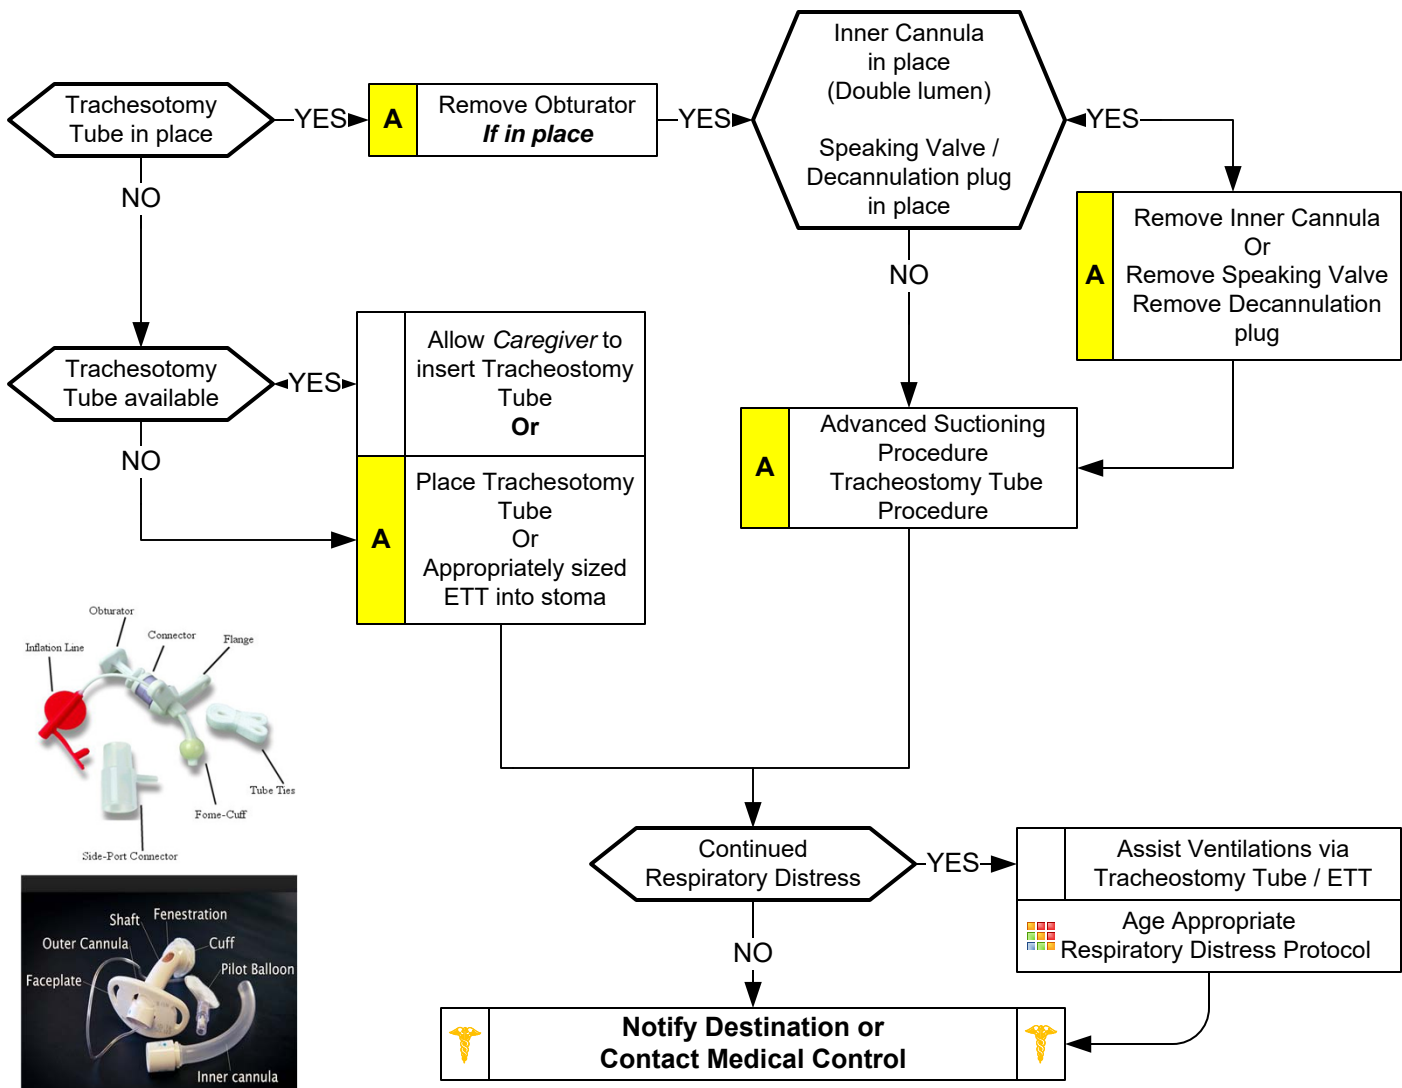 Trachesotomy
Tube in place
YES
A
Remove Obturator
If in place
YES
Inner Cannula
in place
(Double lumen)
Speaking Valve /
Decannulation plug
in place
YES
NO
NO
A
Remove Inner Cannula
Or
Remove Speaking Valve
Remove Decannulation
plug
Trachesotomy
Tube available
YES
Allow Caregiver to
insert Tracheostomy
Tube
Or
NO
A
Place Trachesotomy
Tube
Or
Appropriately sized
ETT into stoma
A
Advanced Suctioning
Procedure
Tracheostomy Tube
Procedure
Obturator
Connector
Flange
Inflation Line
Tube Ties
Fome-Cuff
Side-Port Connector
Continued
Respiratory Distress
YES
Assist Ventilations via
Tracheostomy Tube / ETT
Age Appropriate
Respiratory Distress Protocol
NO
Notify Destination or
Contact Medical Control
Shaft
Fenestration
Outer Cannula
Cuff
Faceplate
Pilot Balloon
Inner cannula